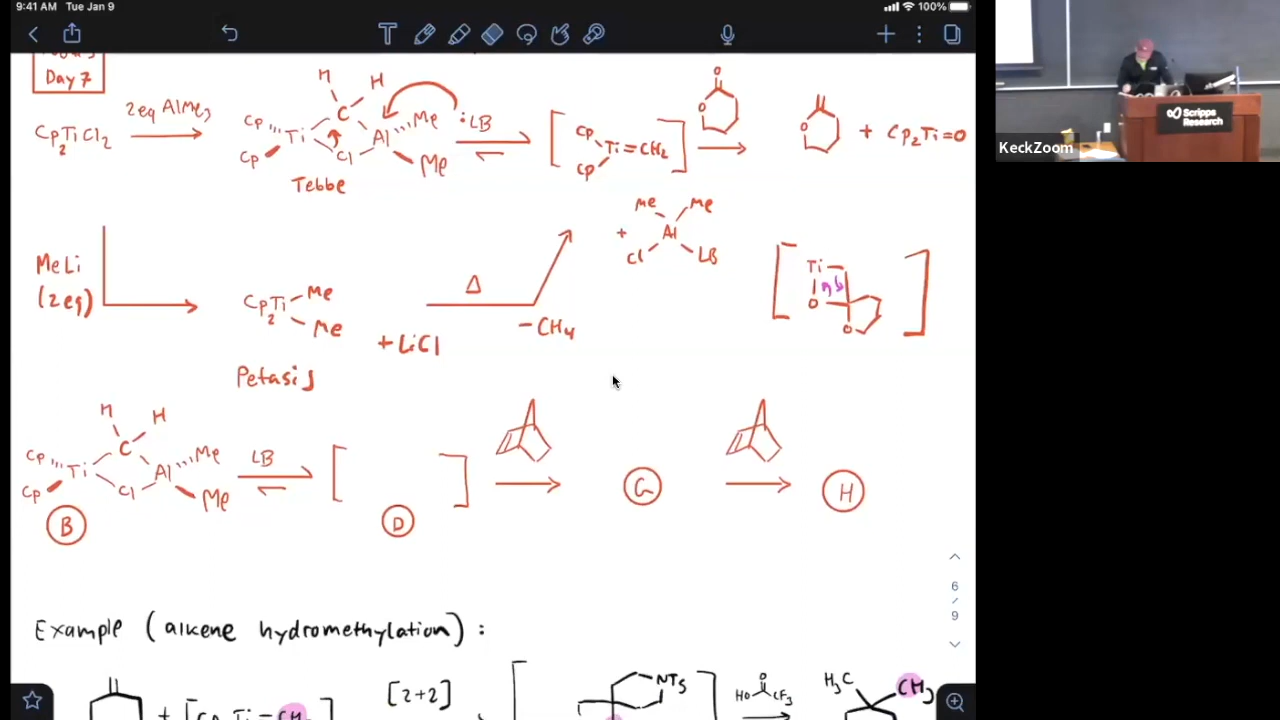 9:41 AM Tue Jan 9
100%
Day 7
Cp2TiCl2
2eq AlMe3
H H
Cp C Me
Ti Al
Cp Cl Me
Tebbe
:LB
Cp
Ti=CH2
Cp
O
O
O
+ Cp2Ti=O
Me Me
+ Al
Cl LB
MeLi
(2eq)
Cp2Ti Me
Me
+ LiCl
Petasis
Δ
- CH4
Ti
O
O
H H
Cp C Me
Ti Al
Cp Cl Me
B
LB
[ ]
D
G
H
6
/
9
Example (alkene hydromethylation):
[2+2]
NTs
HO CF3
O
H3C CH3
KeckZoom
Scripps
Research